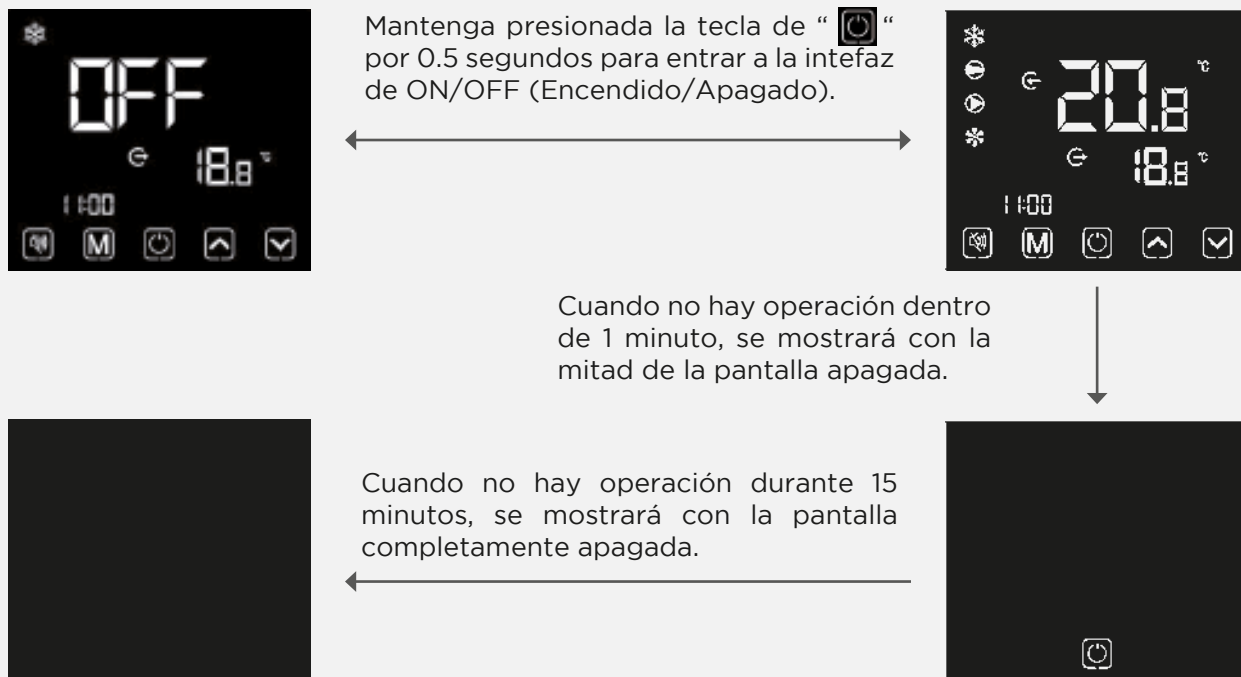 OFF
18.8 °C
11:00
M
Mantenga presionada la tecla de “ “
por 0.5 segundos para entrar a la intefaz
de ON/OFF (Encendido/Apagado).
20.8 °C
18.8 °C
11:00
M
Cuando no hay operación dentro
de 1 minuto, se mostrará con la
mitad de la pantalla apagada.
Cuando no hay operación durante 15
minutos, se mostrará con la pantalla
completamente apagada.